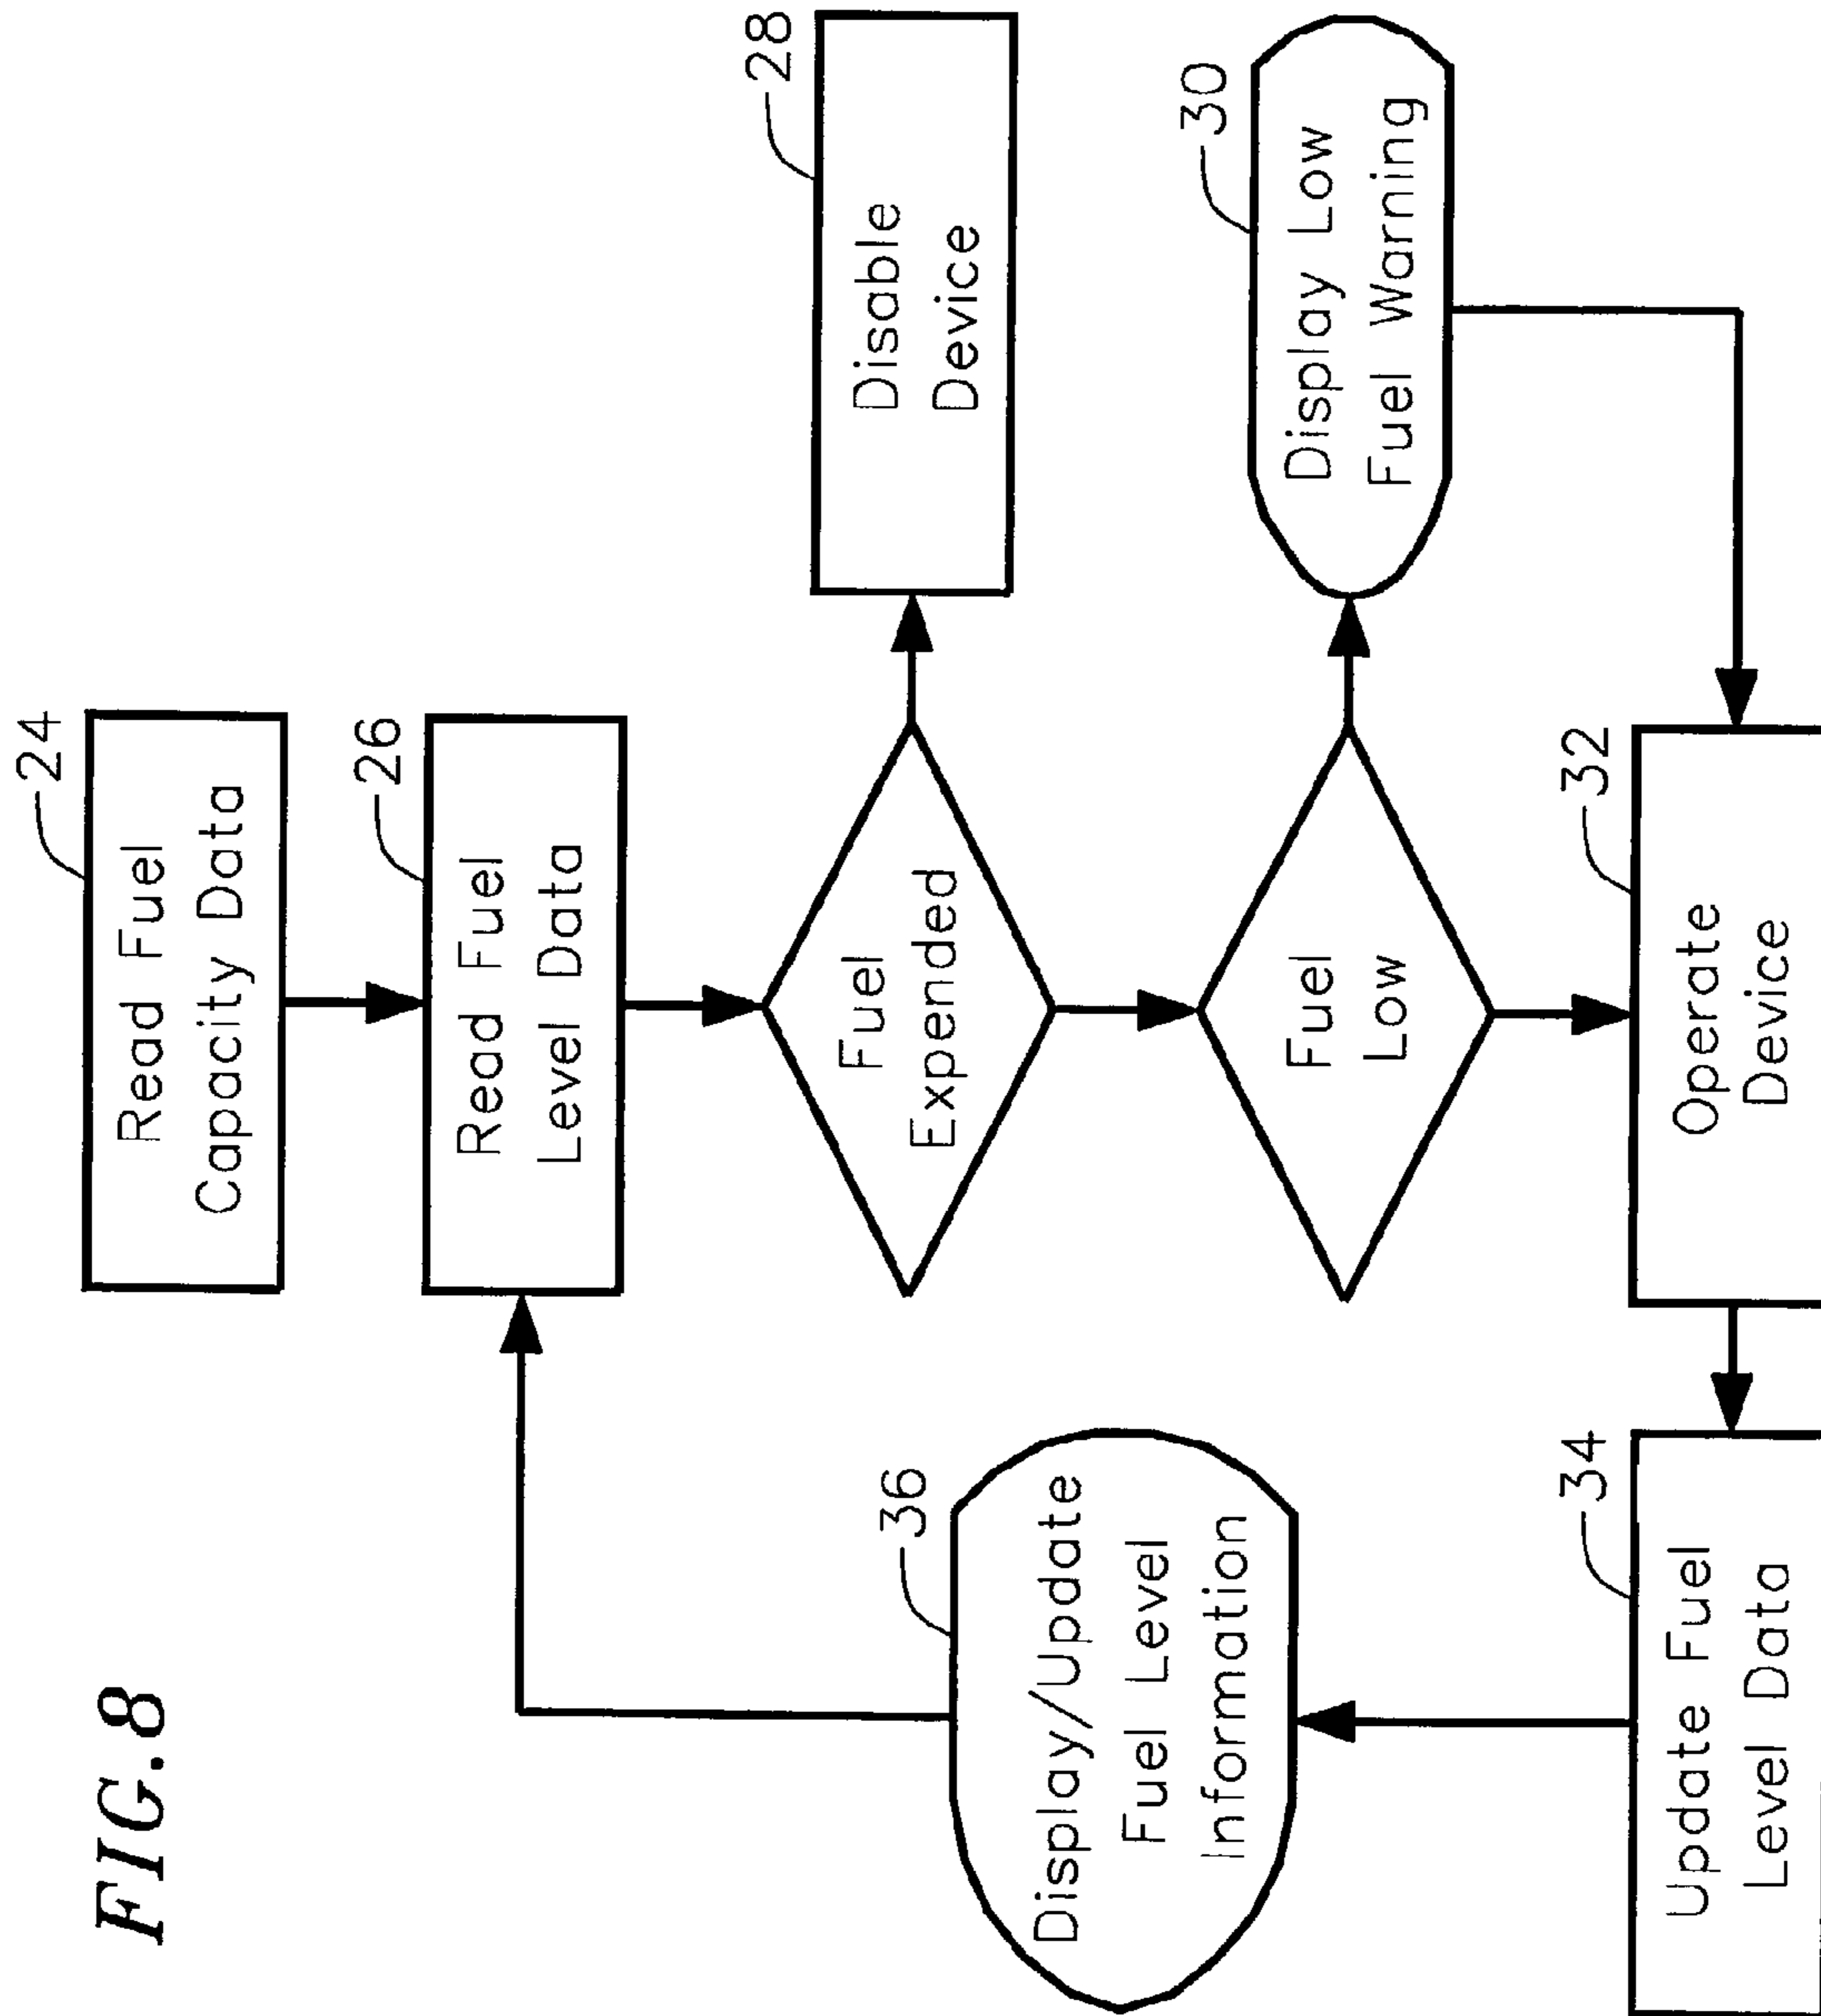 FIG.8
24
Read Fuel
Capacity Data
26
Read Fuel
Level Data
Fuel
Expended
28
Disable
Device
Fuel
Low
30
Display Low
Fuel Warning
32
Operate
Device
34
Update Fuel
Level Data
36
Display/Update
Fuel Level
Information